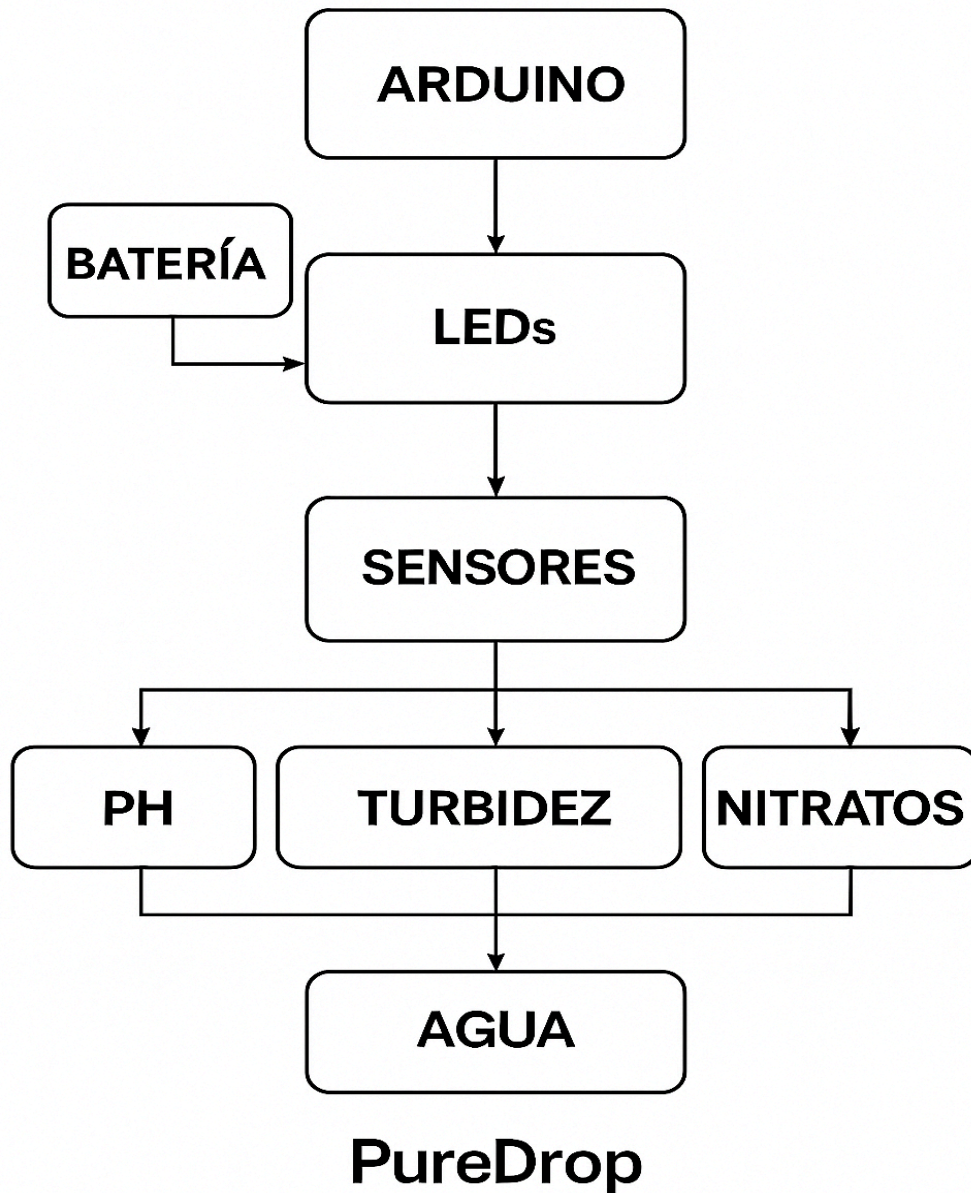 ARDUINO
BATERÍA
LEDs
SENSORES
PH
TURBIDEZ
NITRATOS
AGUA
PureDrop